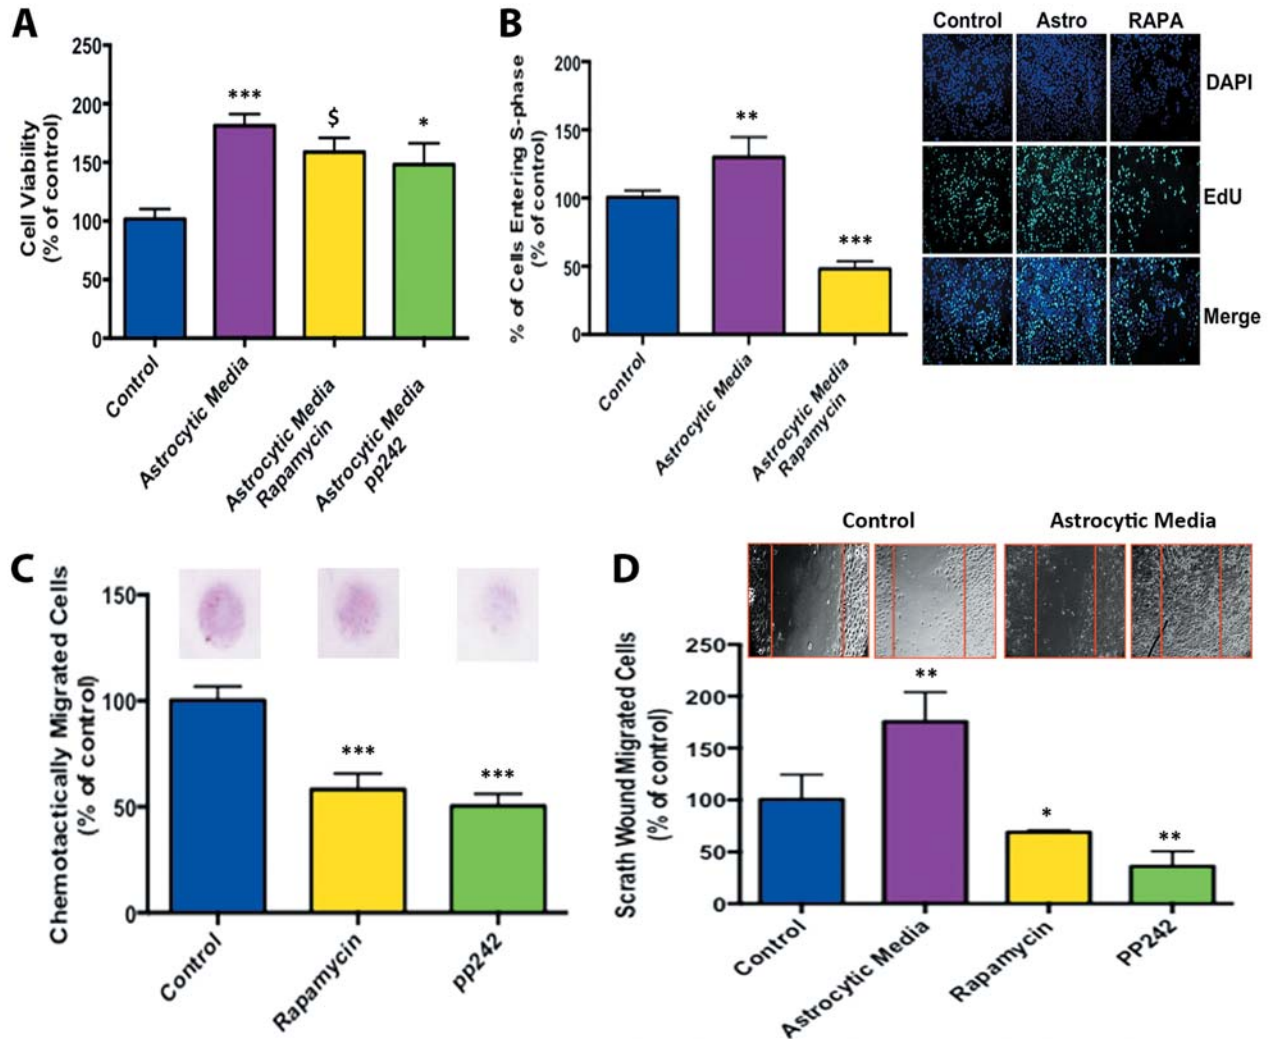 A
Cell Viability
(% of control)
250
200
150
100
50
0
***
$
*
Control
Astrocytic Media
Astrocytic Media
Rapamycin
Astrocytic Media
pp242
B
% of Cells Entering S-phase
(% of control)
200
150
100
50
0
**
***
Control
Astrocytic Media
Astrocytic Media
Rapamycin
Control Astro RAPA
DAPI
EdU
Merge
C
Chemotactically Migrated Cells
(% of control)
150
100
50
0
***
***
Control
Rapamycin
pp242
D
Control Astrocytic Media
Scrath Wound Migrated Cells
(% of control)
250
200
150
100
50
0
**
*
**
Control
Astrocytic Media
Rapamycin
PP242